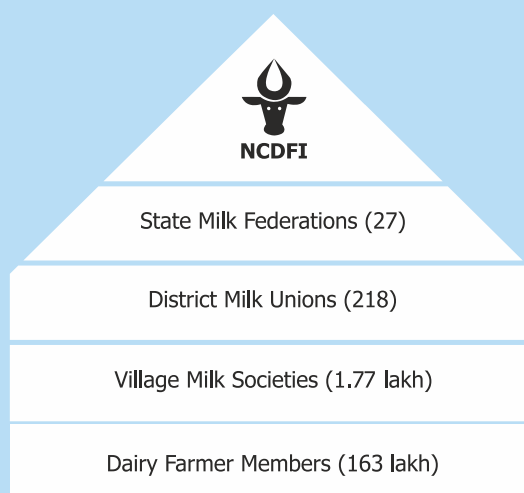 NCDFI
State Milk Federations (27)
District Milk Unions (218)
Village Milk Societies (1.77 lakh)
Dairy Farmer Members (163 lakh)